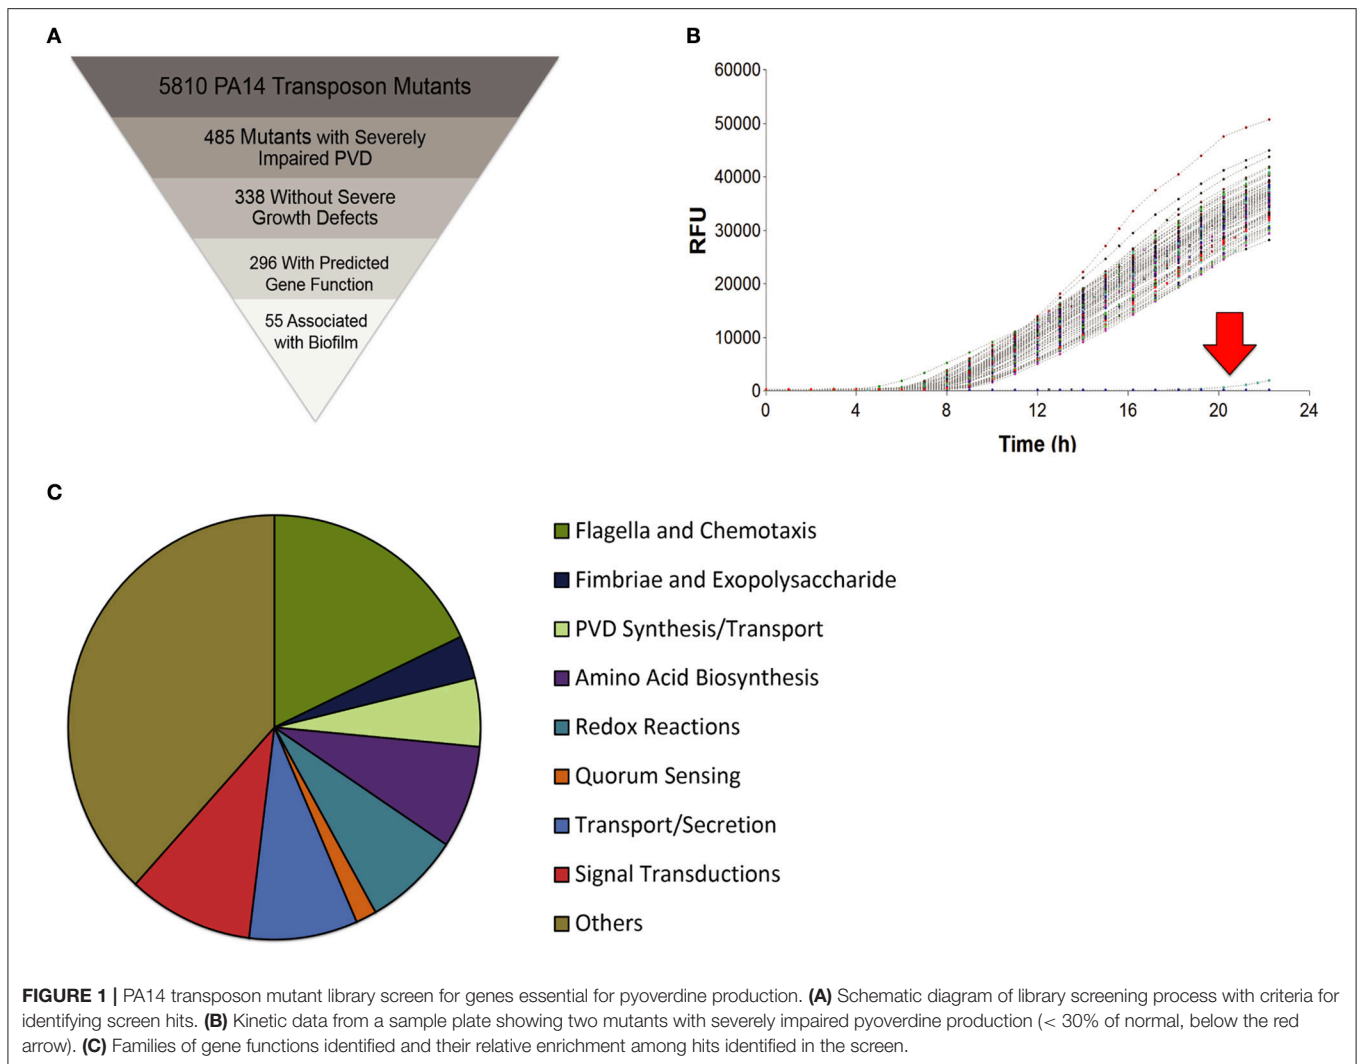 A
5810 PA14 Transposon Mutants
485 Mutants with Severely
Impaired PVD
338 Without Severe
Growth Defects
296 With Predicted
Gene Function
55 Associated
with Biofilm
B
60000
50000
40000
30000
20000
10000
0
RFU
0 4 8 12 16 20 24
Time (h)
C
Flagella and Chemotaxis
Fimbriae and Exopolysaccharide
PVD Synthesis/Transport
Amino Acid Biosynthesis
Redox Reactions
Quorum Sensing
Transport/Secretion
Signal Transductions
Others
FIGURE 1 | PA14 transposon mutant library screen for genes essential for pyoverdine production. (A) Schematic diagram of library screening process with criteria for
identifying screen hits. (B) Kinetic data from a sample plate showing two mutants with severely impaired pyoverdine production (< 30% of normal, below the red
arrow). (C) Families of gene functions identified and their relative enrichment among hits identified in the screen.